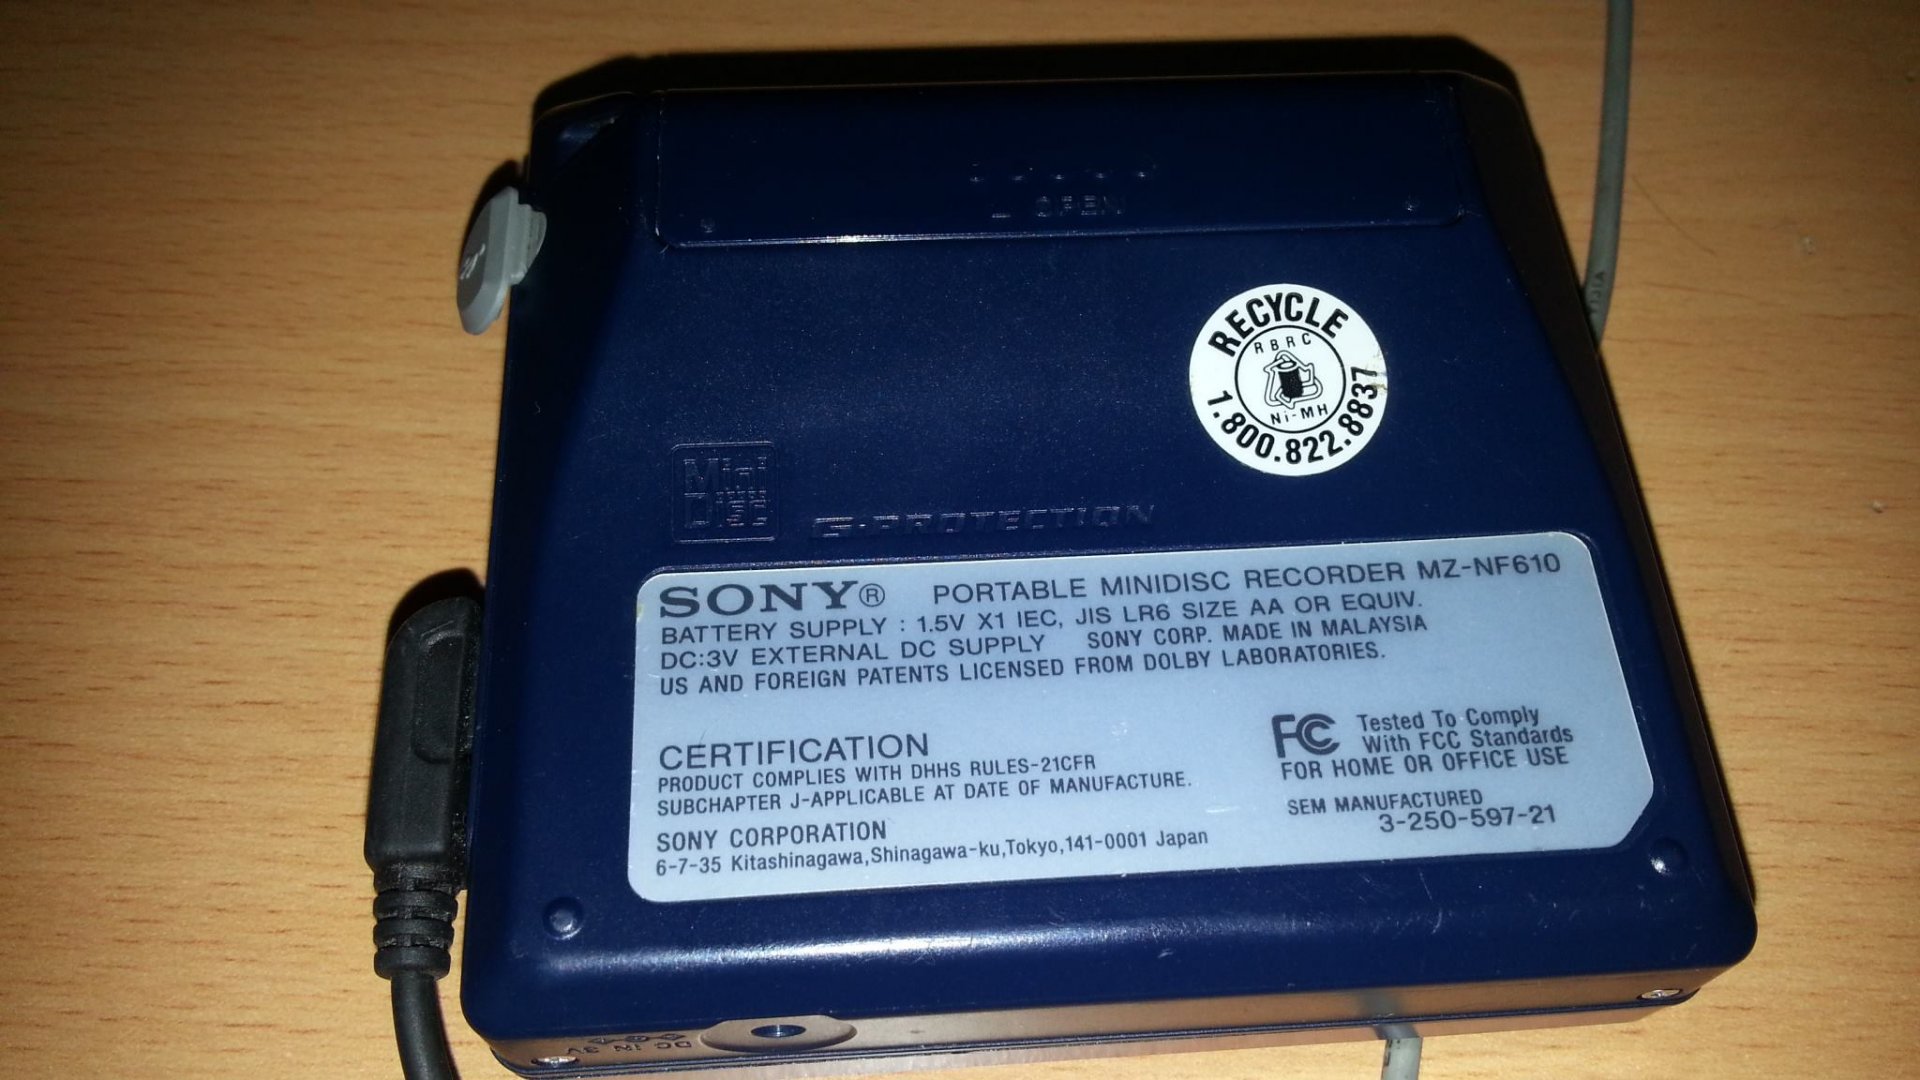 OPEN
RECYCLE
RBRC
Ni-MH
1.800.822.8837
Mini
Disc
G-PROTECTION
SONY® PORTABLE MINIDISC RECORDER MZ-NF610
BATTERY SUPPLY : 1.5V X1 IEC, JIS LR6 SIZE AA OR EQUIV.
DC:3V EXTERNAL DC SUPPLY SONY CORP. MADE IN MALAYSIA
US AND FOREIGN PATENTS LICENSED FROM DOLBY LABORATORIES.
CERTIFICATION
PRODUCT COMPLIES WITH DHHS RULES-21CFR
SUBCHAPTER J-APPLICABLE AT DATE OF MANUFACTURE.
SONY CORPORATION
6-7-35 Kitashinagawa,Shinagawa-ku,Tokyo,141-0001 Japan
FC Tested To Comply
With FCC Standards
FOR HOME OR OFFICE USE
SEM MANUFACTURED
3-250-597-21
DC IN 3V